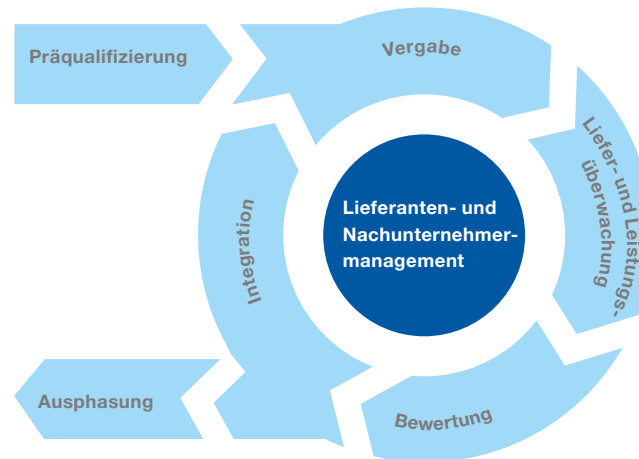 Präqualifizierung
Vergabe
Liefer- und Leistungs-
überwachung
Lieferanten- und
Nachunternehmer-
management
Integration
Ausphasung
Bewertung